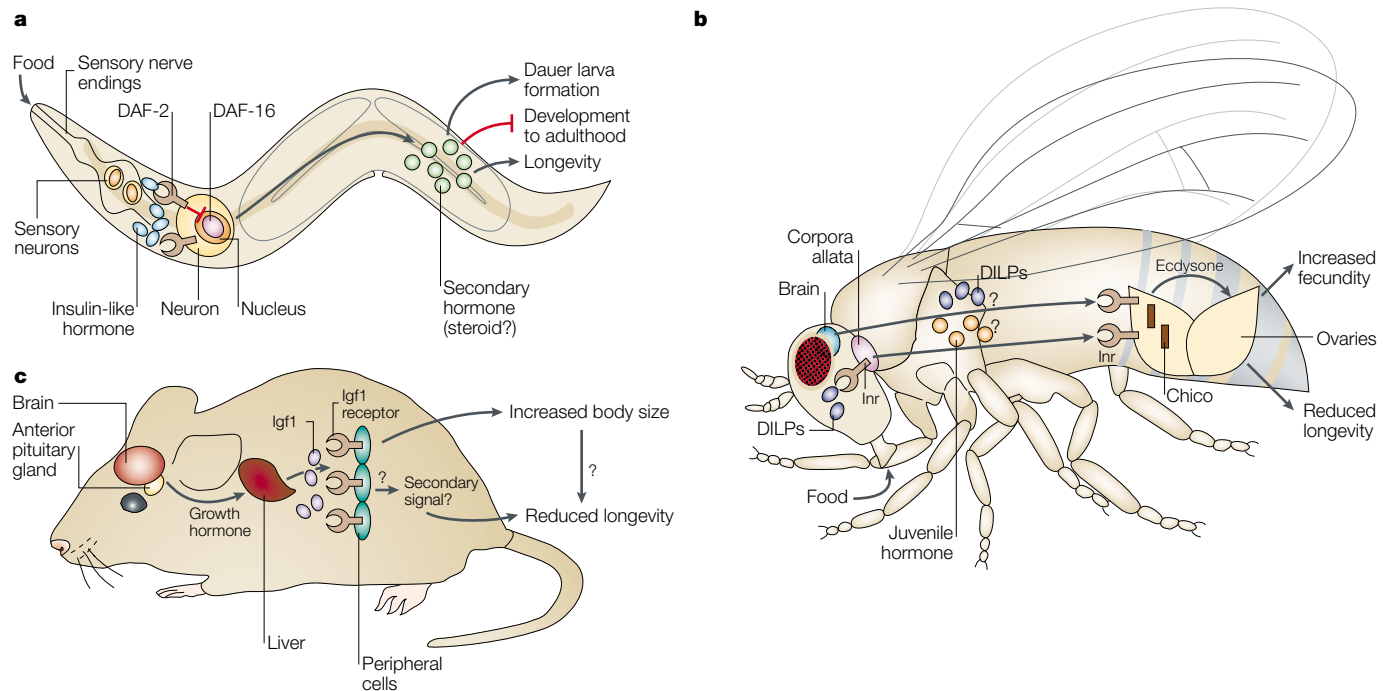 a
Food
Sensory nerve
endings
DAF-2
DAF-16
Dauer larva
formation
Development
to adulthood
Longevity
Sensory
neurons
Insulin-like
hormone
Neuron
Nucleus
Secondary
hormone
(steroid?)
b
Corpora
allata
Brain
DILPs
?
?
Ecdysone
Increased
fecundity
Ovaries
Inr
Inr
Chico
DILPs
Reduced
longevity
Food
Juvenile
hormone
c
Brain
Anterior
pituitary
gland
Igf1
Igf1
receptor
Increased body size
?
?
Secondary
signal?
Growth
hormone
Reduced longevity
Liver
Peripheral
cells